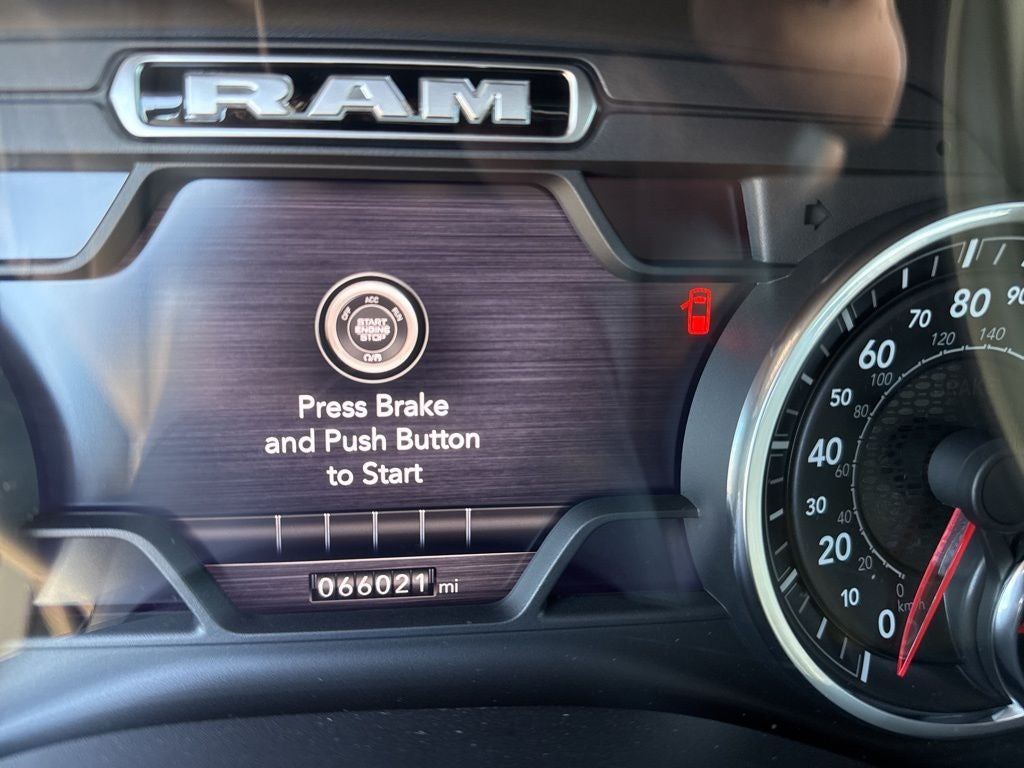 RAM
OFF ACC RUN
START
ENGINE
STOP
Press Brake
and Push Button
to Start
066021 mi
0
10
20
30
40
50
60
70
80
90
0
20
40
60
80
100
120
140
km/h